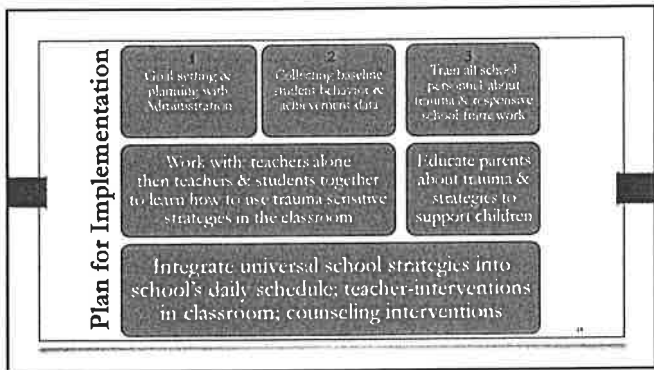 Plan for Implementation
1
Goal setting &
planning with
Administration
2
Collecting baseline
student behavior &
achievement data
3
Train all school
personnel about
trauma & responsive
school framework
Work with: teachers alone
then teachers & students together
to learn how to use trauma sensitive
strategies in the classroom
Educate parents
about trauma &
strategies to
support children
Integrate universal school strategies into
school's daily schedule; teacher-interventions
in classroom; counseling interventions